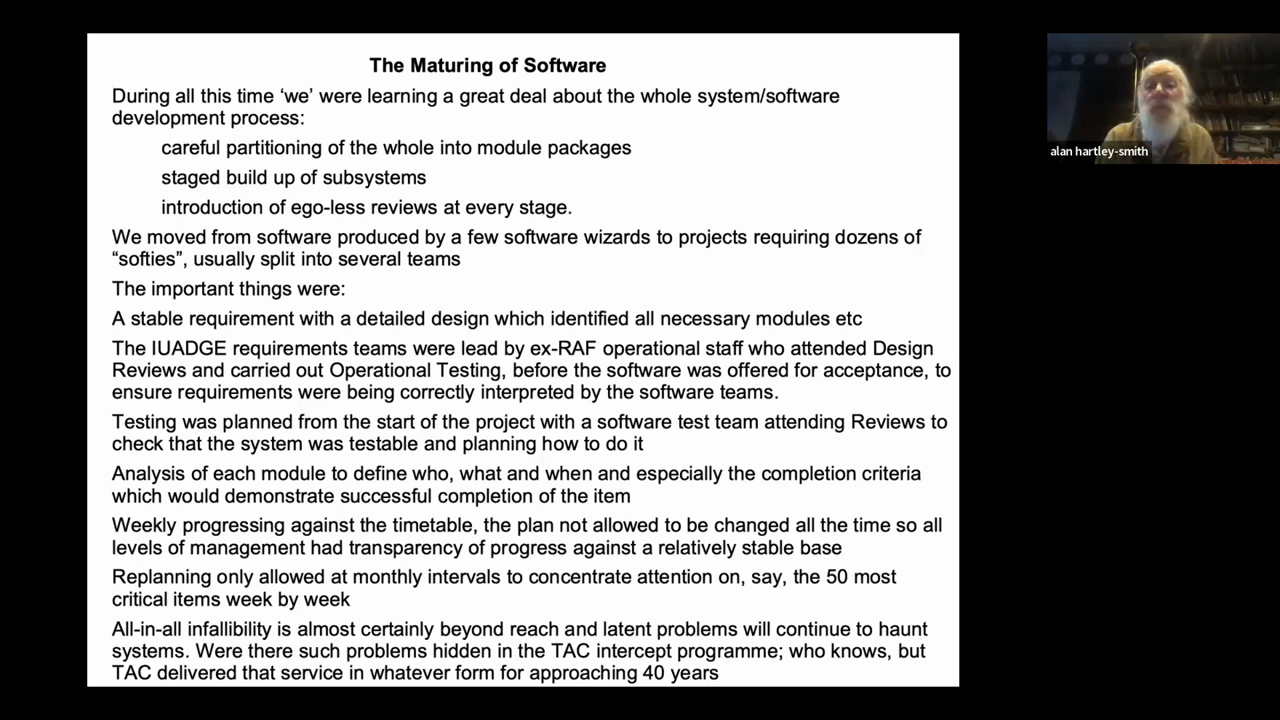 The Maturing of Software
During all this time ‘we’ were learning a great deal about the whole system/software
development process:
careful partitioning of the whole into module packages
staged build up of subsystems
introduction of ego-less reviews at every stage.
We moved from software produced by a few software wizards to projects requiring dozens of
“softies”, usually split into several teams
The important things were:
A stable requirement with a detailed design which identified all necessary modules etc
The IUADGE requirements teams were lead by ex-RAF operational staff who attended Design
Reviews and carried out Operational Testing, before the software was offered for acceptance, to
ensure requirements were being correctly interpreted by the software teams.
Testing was planned from the start of the project with a software test team attending Reviews to
check that the system was testable and planning how to do it
Analysis of each module to define who, what and when and especially the completion criteria
which would demonstrate successful completion of the item
Weekly progressing against the timetable, the plan not allowed to be changed all the time so all
levels of management had transparency of progress against a relatively stable base
Replanning only allowed at monthly intervals to concentrate attention on, say, the 50 most
critical items week by week
All-in-all infallibility is almost certainly beyond reach and latent problems will continue to haunt
systems. Were there such problems hidden in the TAC intercept programme; who knows, but
TAC delivered that service in whatever form for approaching 40 years
alan hartley-smith